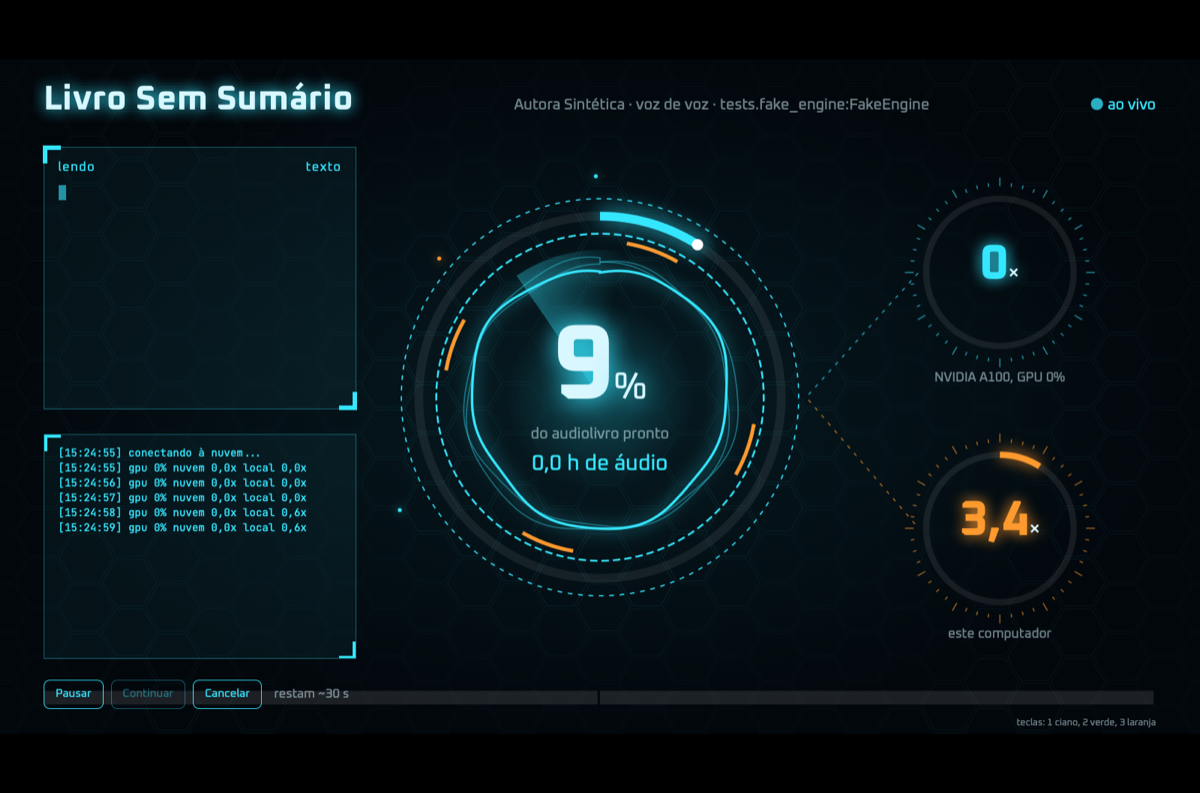 Livro Sem Sumário
Autora Sintética · voz de voz · tests.fake_engine:FakeEngine
ao vivo
lendo texto
[15:24:55] conectando à nuvem...
[15:24:55] gpu 0% nuvem 0,0x local 0,0x
[15:24:56] gpu 0% nuvem 0,0x local 0,0x
[15:24:57] gpu 0% nuvem 0,0x local 0,0x
[15:24:58] gpu 0% nuvem 0,0x local 0,6x
[15:24:59] gpu 0% nuvem 0,0x local 0,6x
9%
do audiolivro pronto
0,0 h de áudio
0×
NVIDIA A100, GPU 0%
3,4×
este computador
Pausar Continuar Cancelar restam ~30 s
teclas: 1 ciano, 2 verde, 3 laranja